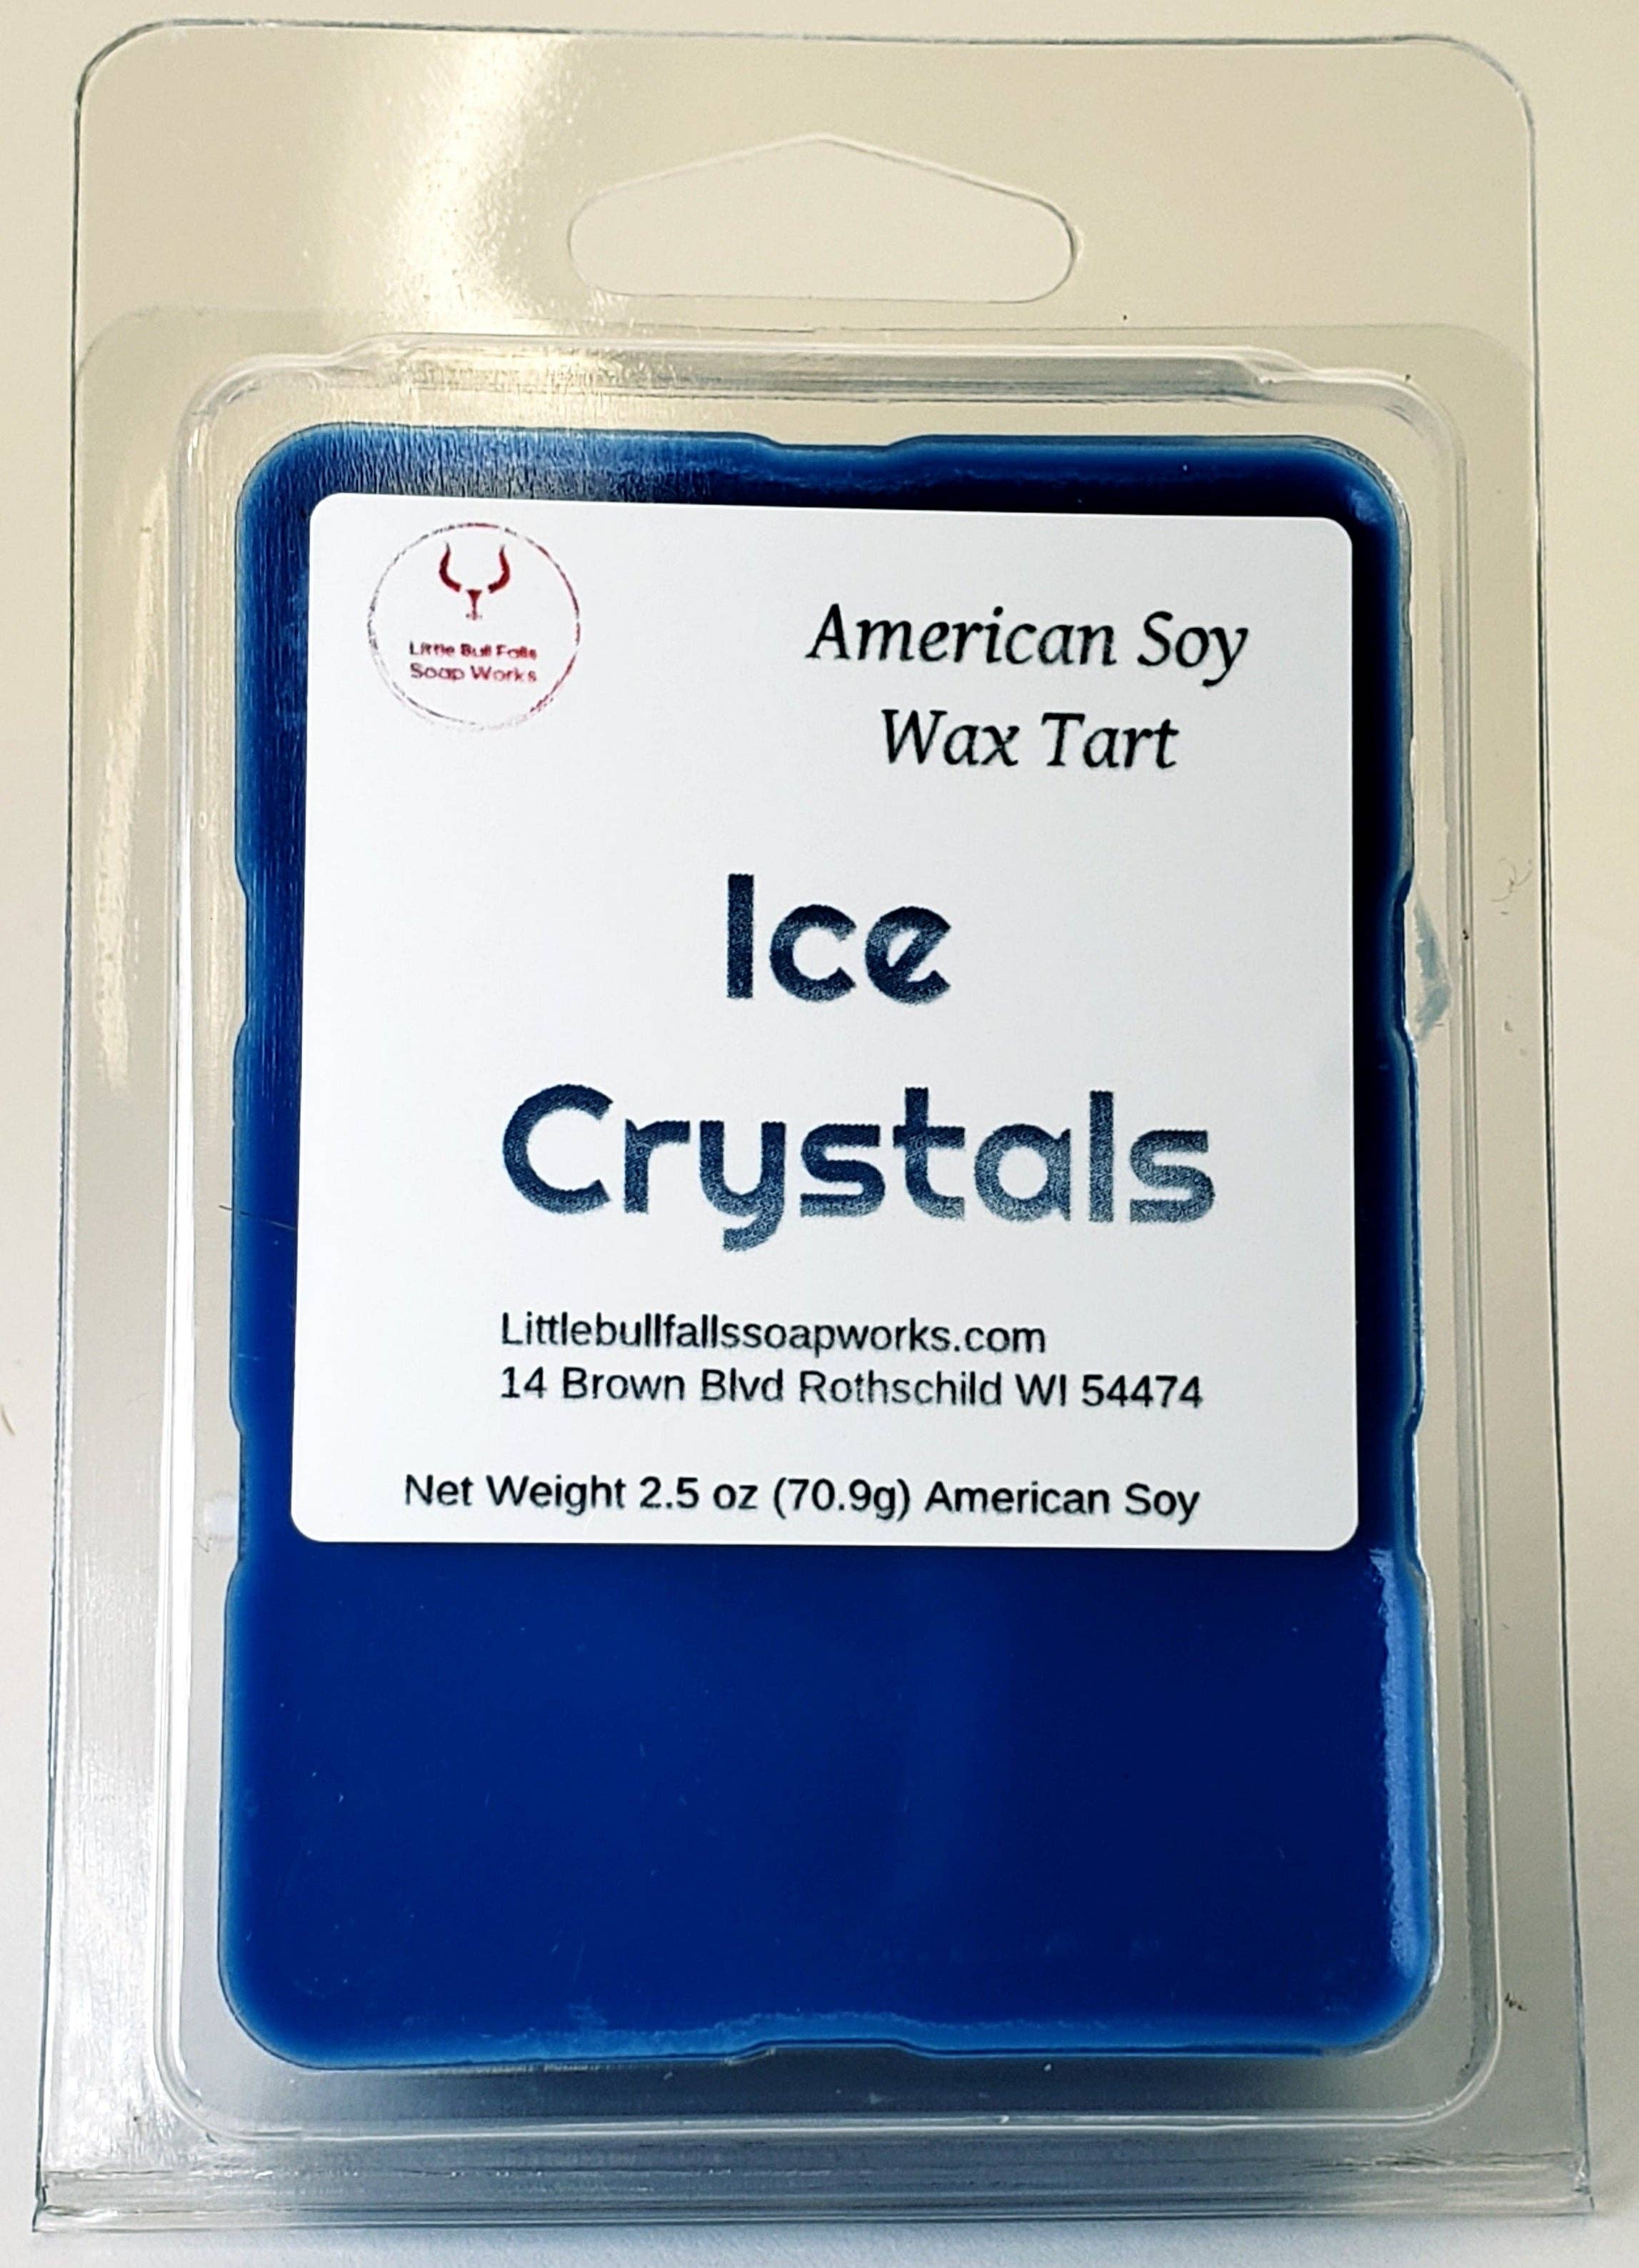 Little Bull Falls
Soap Works
American Soy
Wax Tart
Ice
Crystals
Littlebullfallssoapworks.com
14 Brown Blvd Rothschild WI 54474
Net Weight 2.5 oz (70.9g) American Soy